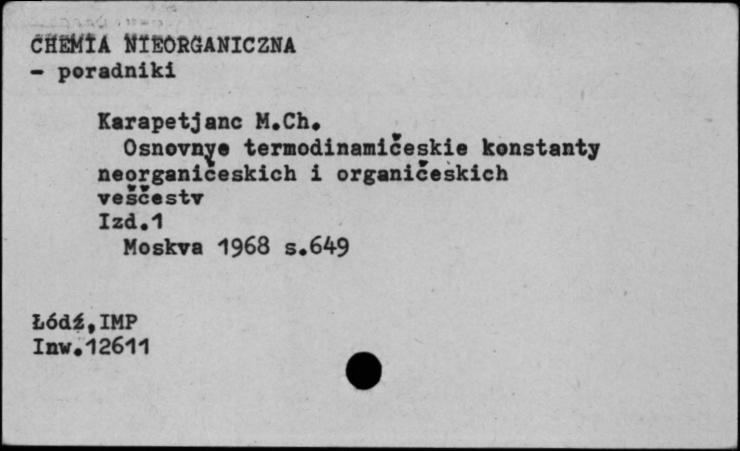 CHEMIA NIEORGANICZNA
- poradniki
Karapetjanc M.Ch.
Osnovnye termodinamičeskie konstanty
neorganičeskich i organičeskich
veščestv
Izd.1
Moskva 1968 s.649
Łódź,IMP
Inw.12611